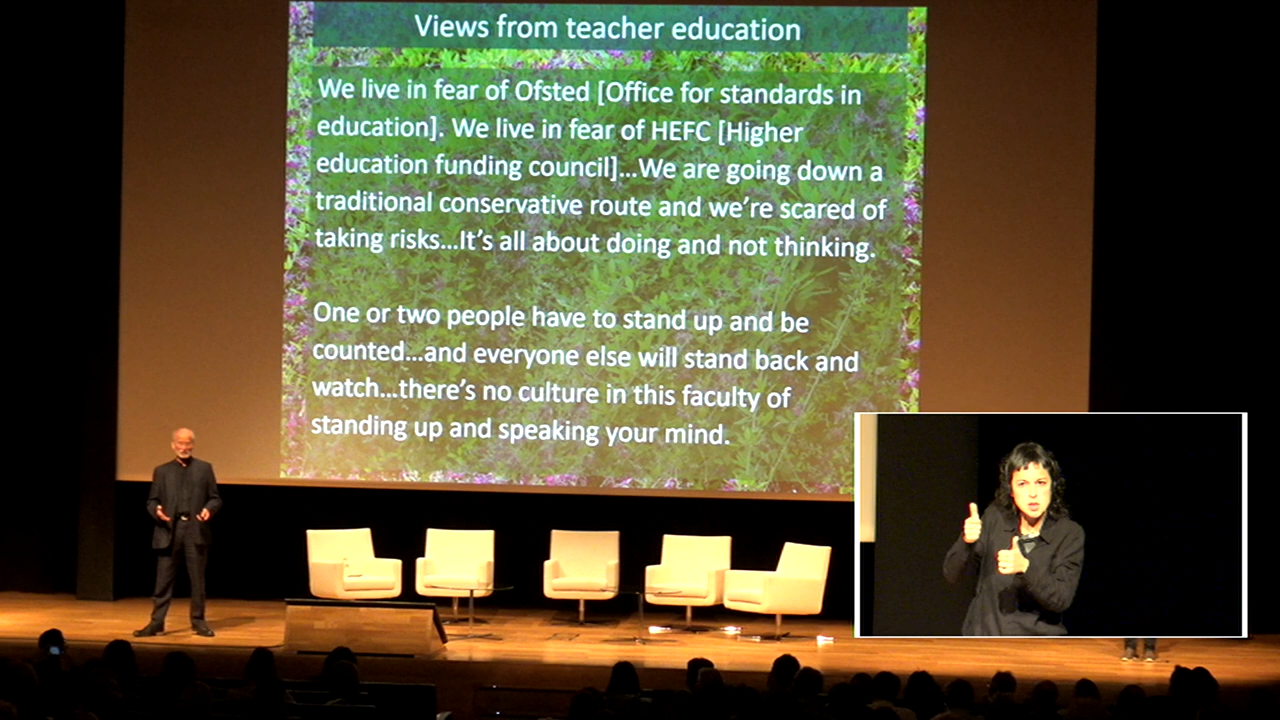 Views from teacher education
We live in fear of Ofsted [Office for standards in
education]. We live in fear of HEFC [Higher
education funding council]...We are going down a
traditional conservative route and we're scared of
taking risks...It's all about doing and not thinking.
One or two people have to stand up and be
counted...and everyone else will stand back and
watch...there's no culture in this faculty of
standing up and speaking your mind.